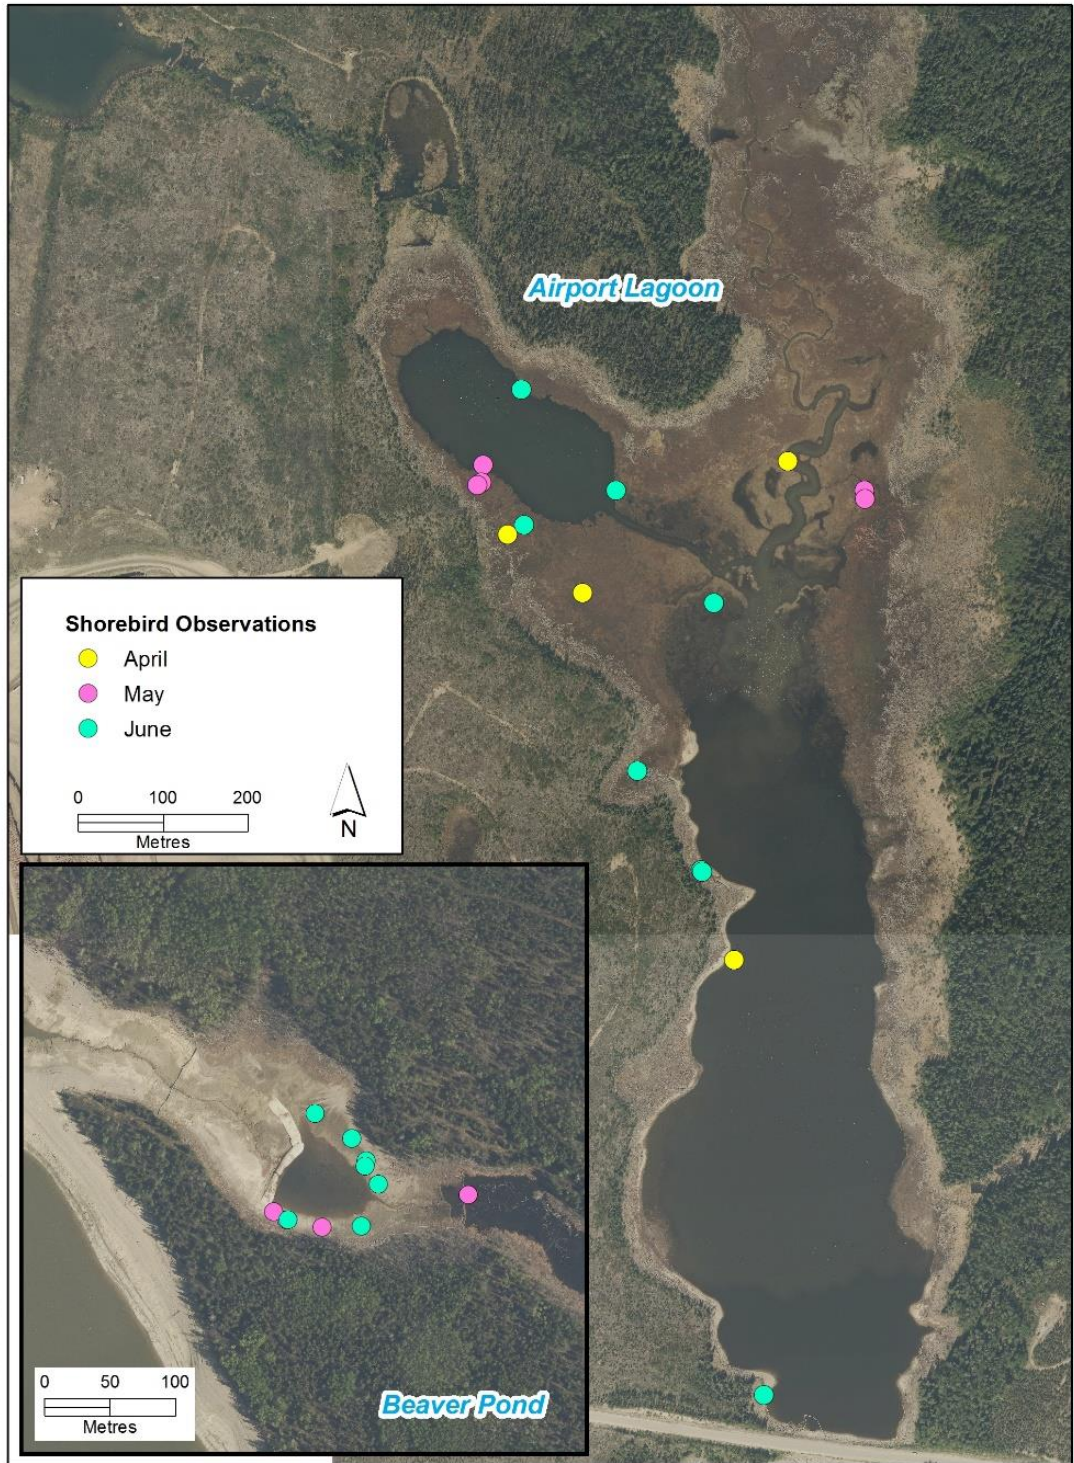 Airport Lagoon
Shorebird Observations
April
May
June
0 100 200
Metres
N
0 50 100
Metres
Beaver Pond